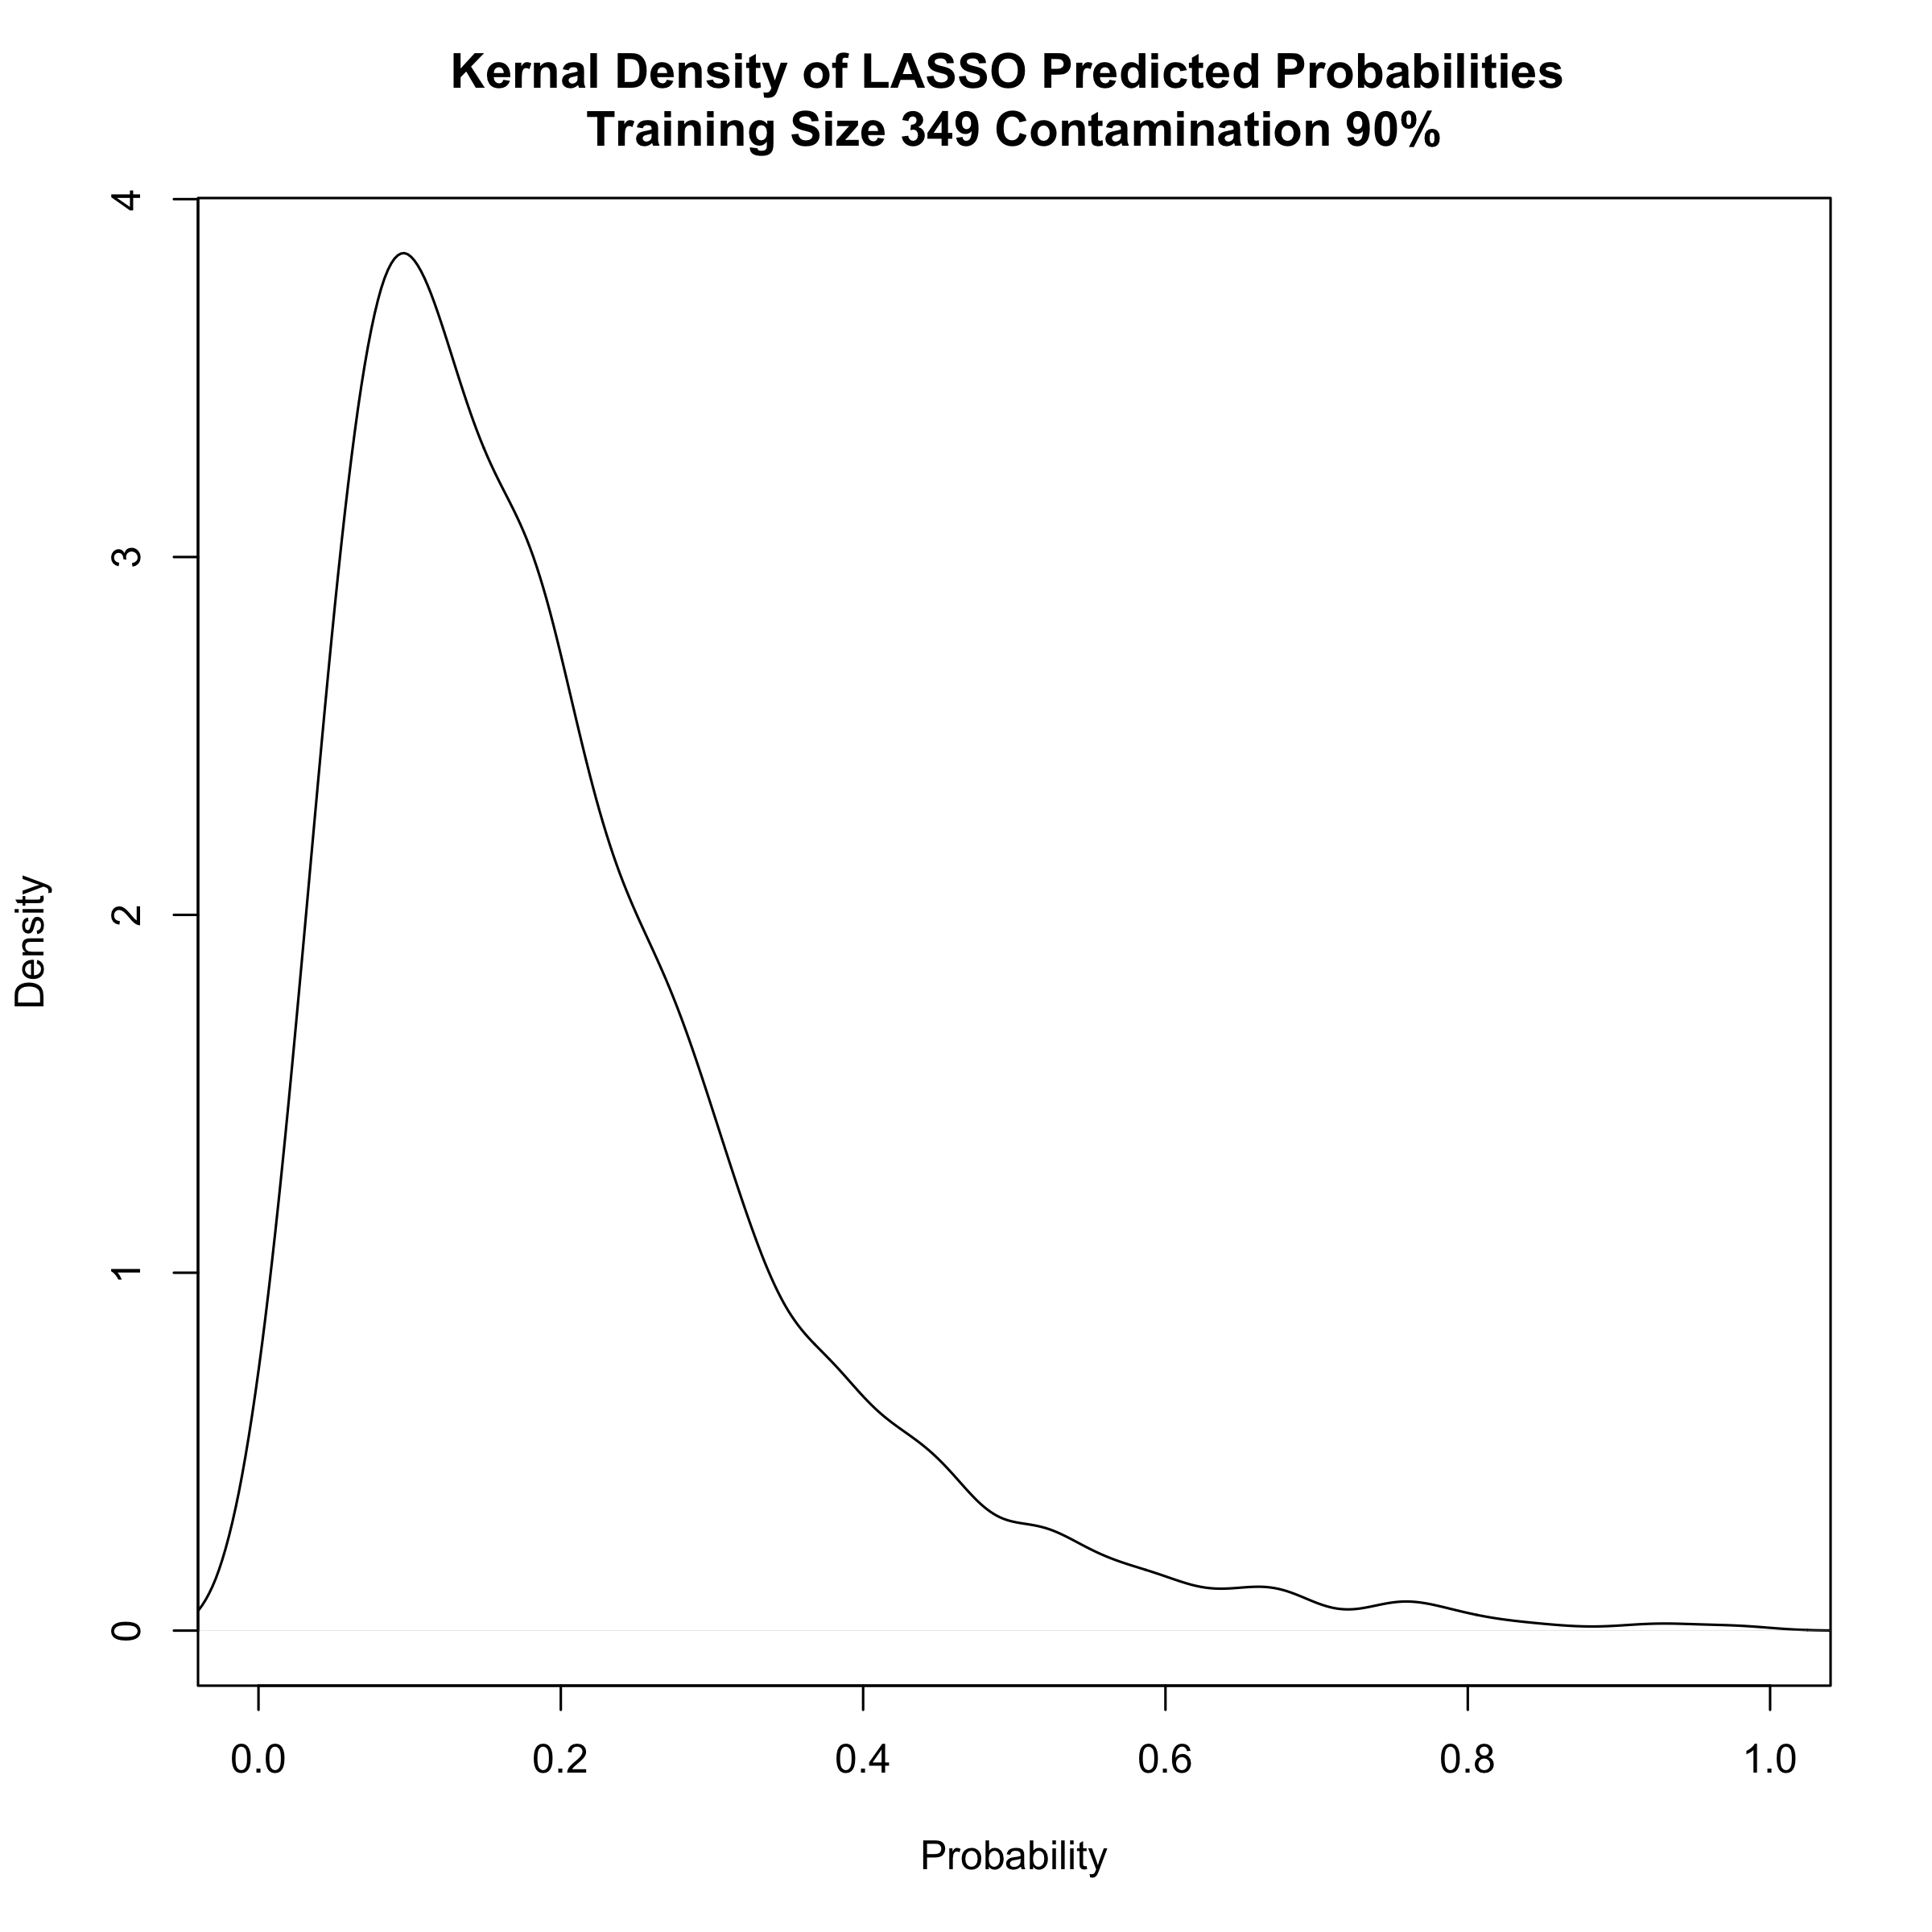 Kernal Density of LASSO Predicted Probabilities
Training Size 349 Contamination 90%
4
3
2
1
0
Density
0.0 0.2 0.4 0.6 0.8 1.0
Probability